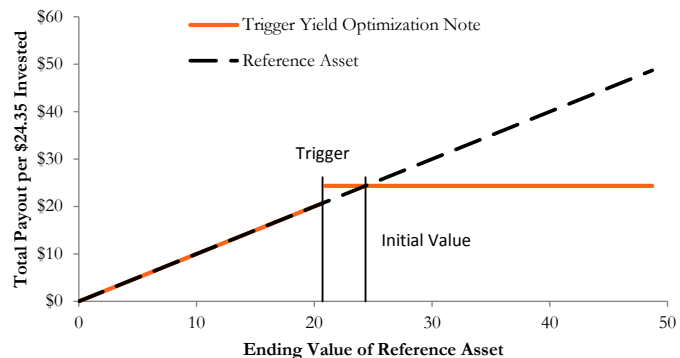 $60
Trigger Yield Optimization Note
$50
Reference Asset
$40
$30
Trigger
$20
Initial Value
$10
$0
0 10 20 30 40 50
Total Payout per $24.35 Invested
Ending Value of Reference Asset